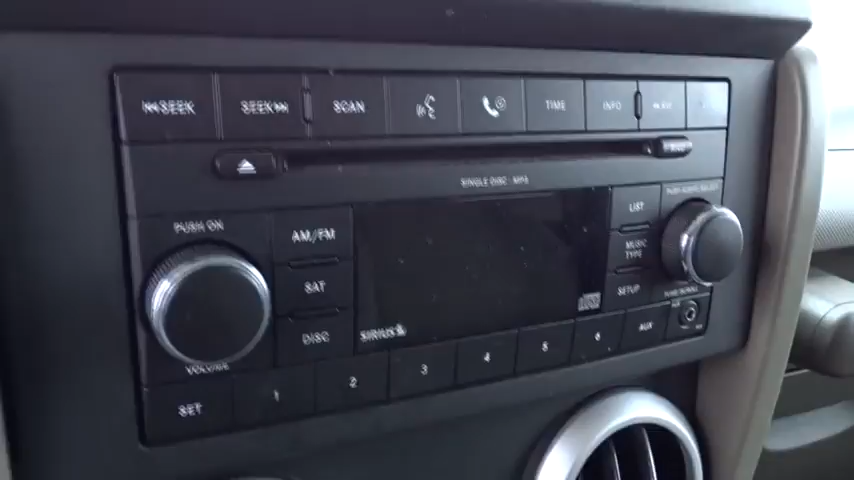 SEEK SEEK SCAN TIME INFO
SINGLE DISC - MP3
PUSH ON
AM/FM
LIST
MUSIC
TYPE
SAT
SETUP
DISC
SIRIUS
VOLUME
AUX
SET 1 2 3 4 5 6